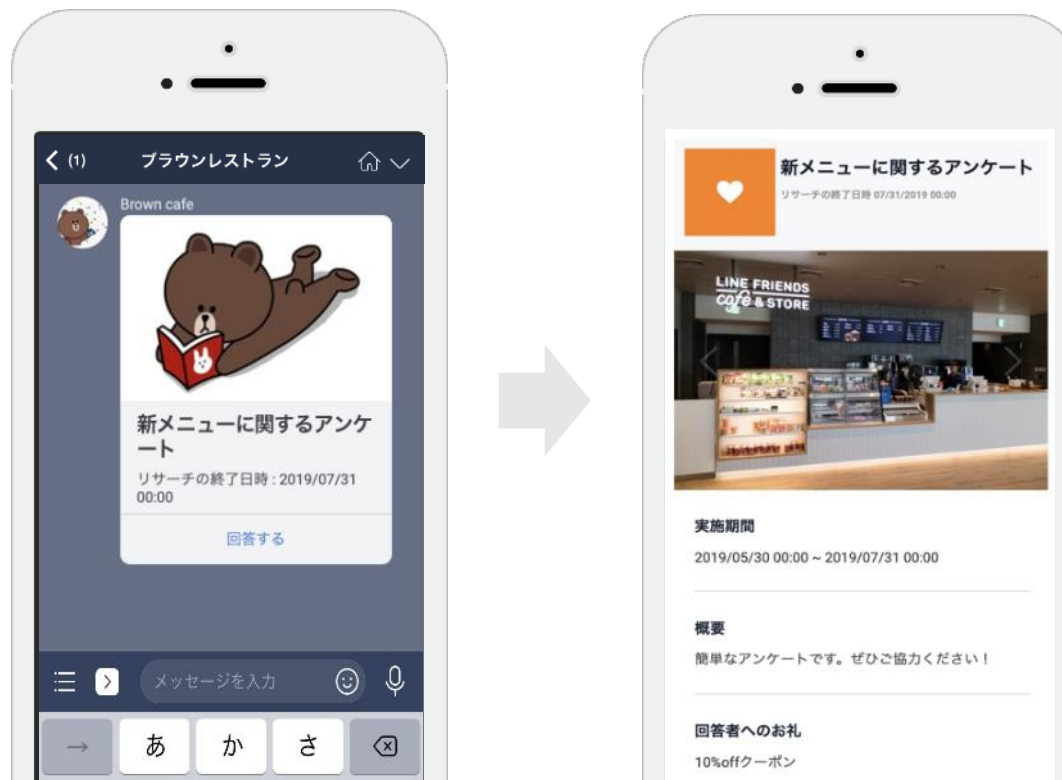 (1) ブラウンレストラン
Brown cafe
新メニューに関するアンケ
ート
リサーチの終了日時 : 2019/07/31
00:00
回答する
メッセージを入力
→ あ か さ
新メニューに関するアンケート
リサーチの終了日時 07/31/2019 00:00
LINE FRIENDS
cafe & STORE
実施期間
2019/05/30 00:00 ~ 2019/07/31 00:00
概要
簡単なアンケートです。ぜひご協力ください！
回答者へのお礼
10%offクーポン